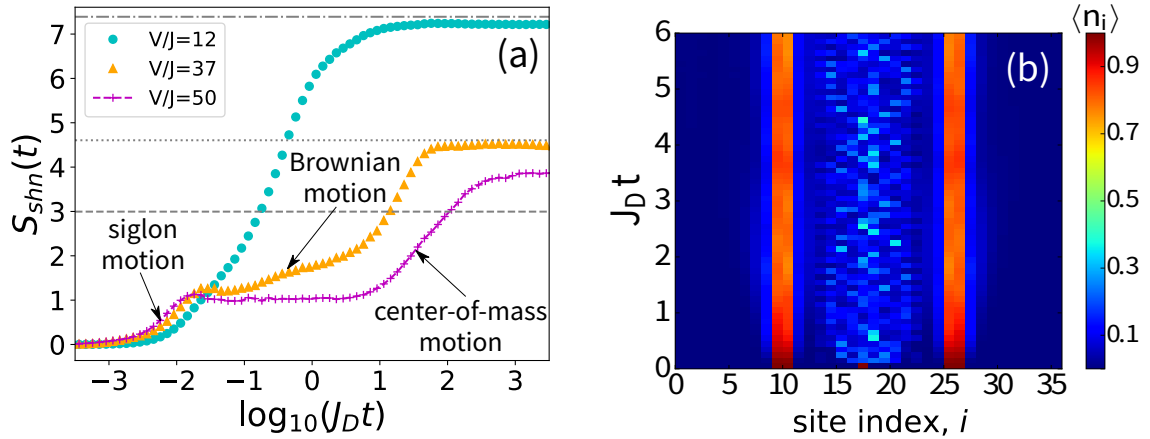 7
6
5
4
3
2
1
0
S_shn(t)
V/J=12
V/J=37
V/J=50
(a)
Brownian
motion
siglon
motion
center-of-mass
motion
−3 −2 −1 0 1 2 3
log₁₀(J_D t)
6
5
4
3
2
1
0
J_D t
(b)
0 5 10 15 20 25 30 35
site index, i
⟨n_i⟩
0.9
0.7
0.5
0.3
0.1